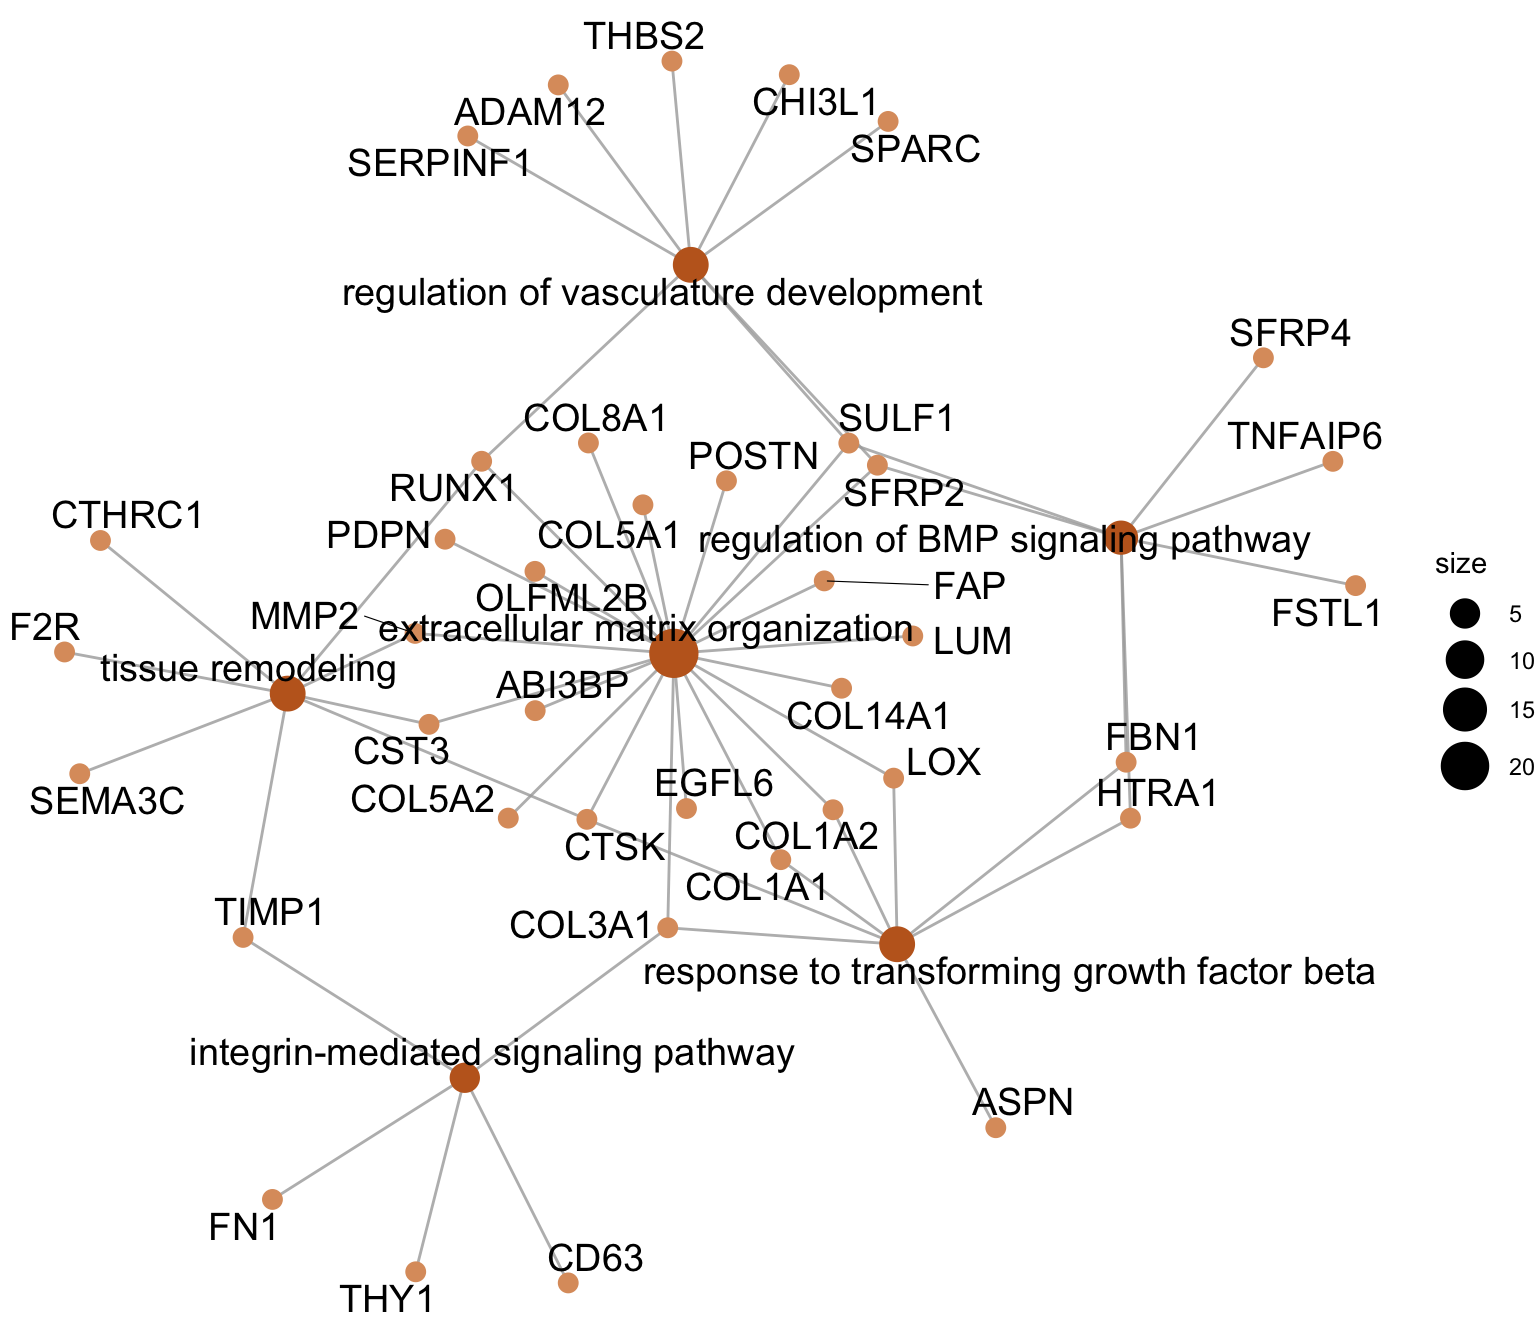 THBS2
ADAM12
CHI3L1
SERPINF1
SPARC
regulation of vasculature development
SFRP4
COL8A1
SULF1
TNFAIP6
POSTN
RUNX1
SFRP2
CTHRC1
PDPN
COL5A1
regulation of BMP signaling pathway
size
OLFML2B
FAP
5
MMP2
FSTL1
F2R
extracellular matrix organization
LUM
10
tissue remodeling
ABI3BP
COL14A1
15
CST3
FBN1
LOX
20
SEMA3C
COL5A2
EGFL6
HTRA1
CTSK
COL1A2
COL1A1
TIMP1
COL3A1
response to transforming growth factor beta
integrin-mediated signaling pathway
ASPN
FN1
CD63
THY1